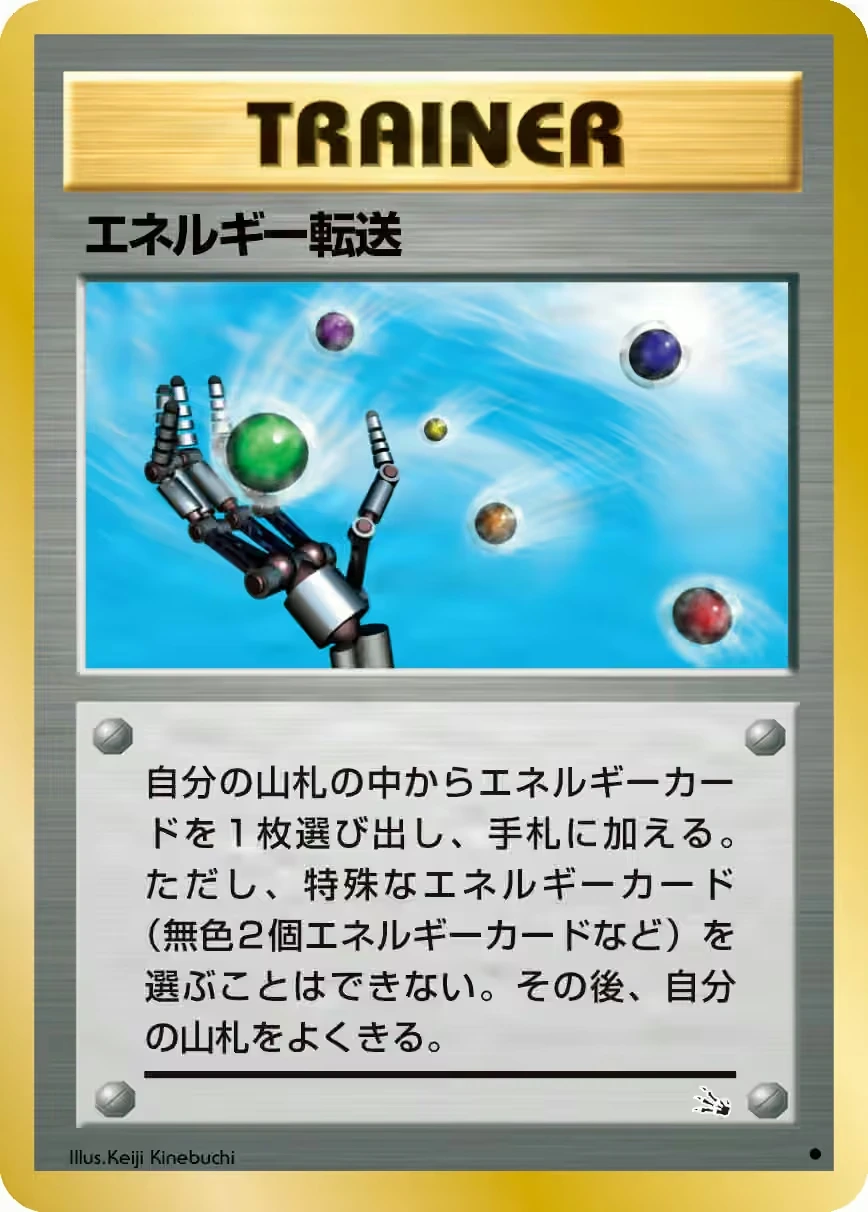 TRAINER
エネルギー転送
自分の山札の中からエネルギーカー
ドを1枚選び出し、手札に加える。
ただし、特殊なエネルギーカード
（無色2個エネルギーカードなど）を
選ぶことはできない。その後、自分
の山札をよくきる。
Illus.Keiji Kinebuchi